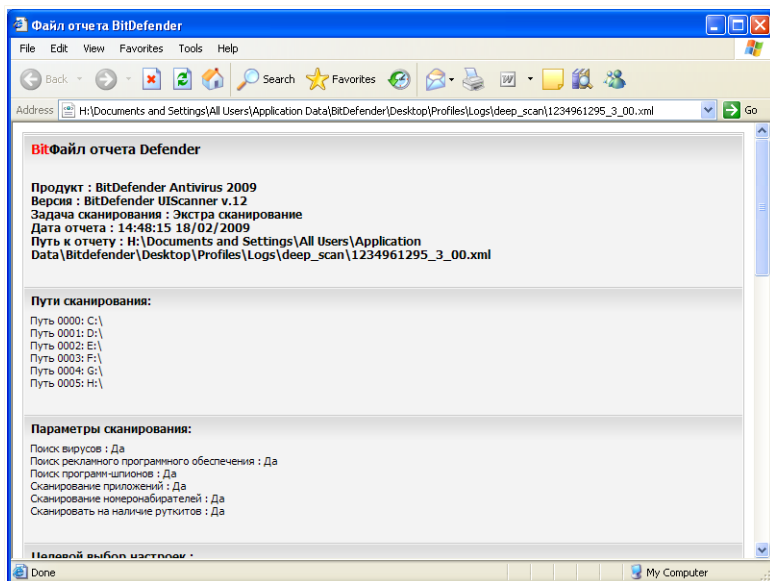 Файл отчета BitDefender
File Edit View Favorites Tools Help
Back Search Favorites
Address H:\Documents and Settings\All Users\Application Data\BitDefender\Desktop\Profiles\Logs\deep_scan\1234961295_3_00.xml Go
BitФайл отчета Defender
Продукт : BitDefender Antivirus 2009
Версия : BitDefender UIScanner v.12
Задача сканирования : Экстра сканирование
Дата отчета : 14:48:15 18/02/2009
Путь к отчету : H:\Documents and Settings\All Users\Application
Data\Bitdefender\Desktop\Profiles\Logs\deep_scan\1234961295_3_00.xml
Пути сканирования:
Путь 0000: C:\
Путь 0001: D:\
Путь 0002: E:\
Путь 0003: F:\
Путь 0004: G:\
Путь 0005: H:\
Параметры сканирования:
Поиск вирусов : Да
Поиск рекламного программного обеспечения : Да
Поиск программ-шпионов : Да
Сканирование приложений : Да
Сканирование номеронабирателей : Да
Сканировать на наличие руткитов : Да
Целевой выбор настроек :
Done My Computer